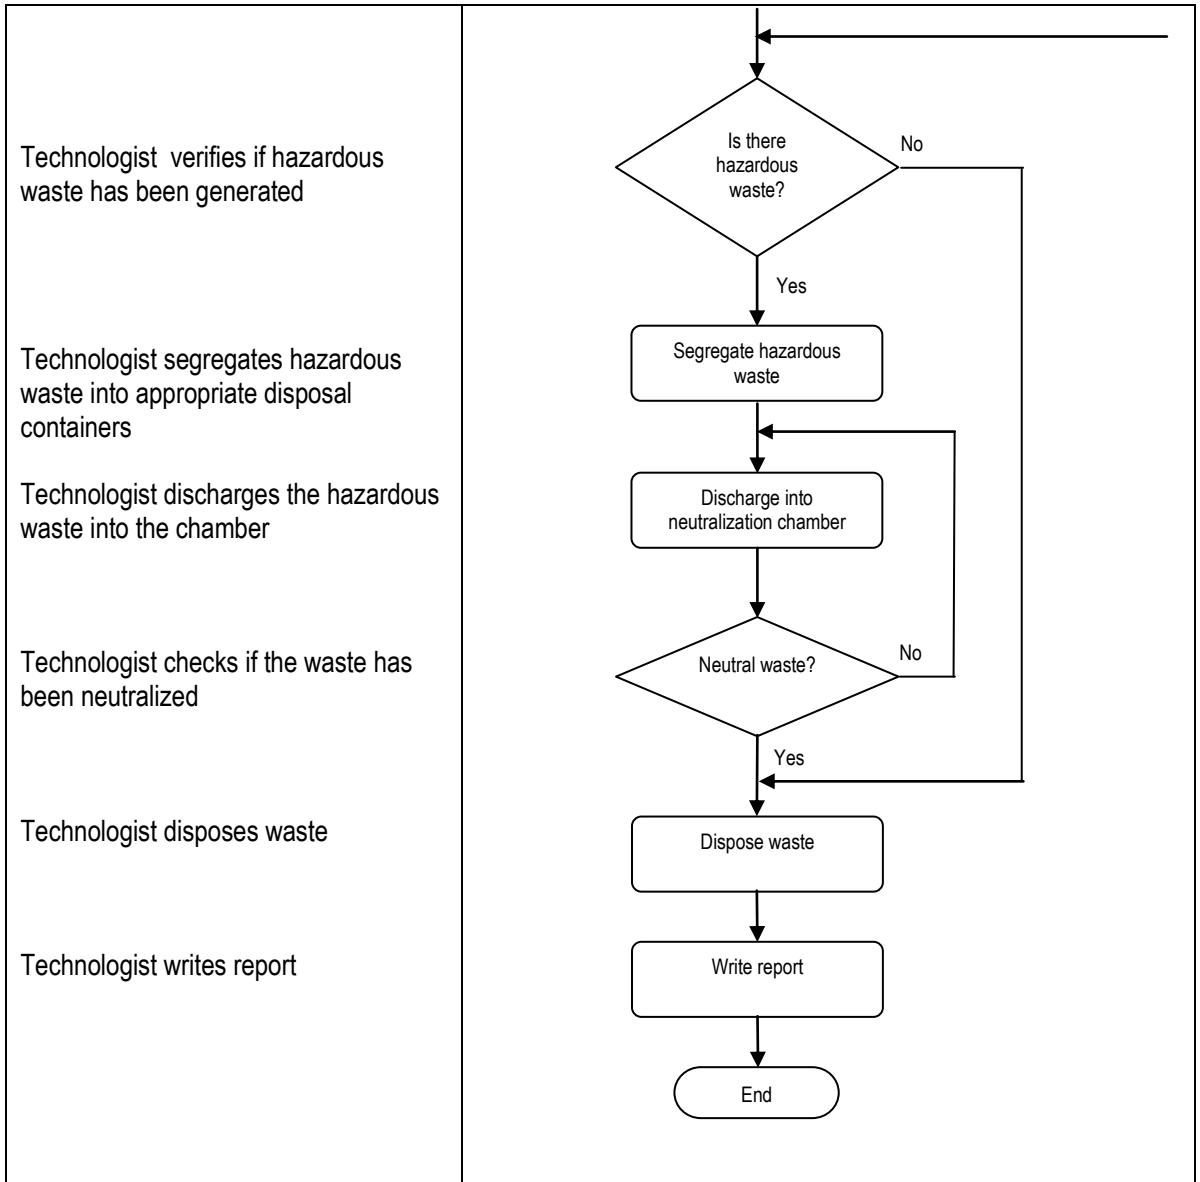 Technologist  verifies if hazardous
waste has been generated
Is there
hazardous
waste?
No
Yes
Technologist segregates hazardous
waste into appropriate disposal
containers
Segregate hazardous
waste
Technologist discharges the hazardous
waste into the chamber
Discharge into
neutralization chamber
Technologist checks if the waste has
been neutralized
Neutral waste?
No
Yes
Technologist disposes waste
Dispose waste
Technologist writes report
Write report
End